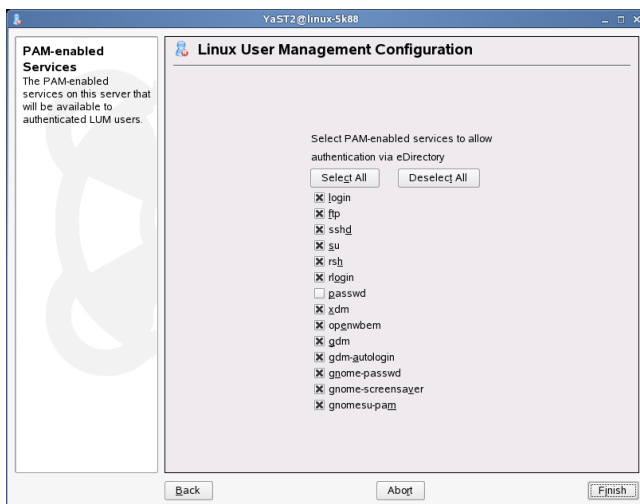 YaST2@linux-5k88
PAM-enabled
Services
The PAM-enabled
services on this server that
will be available to
authenticated LUM users.
Linux User Management Configuration
Select PAM-enabled services to allow
authentication via eDirectory
Select All
Deselect All
login
ftp
sshd
su
rsh
rlogin
passwd
xdm
openwbem
gdm
gdm-autologin
gnome-passwd
gnome-screensaver
gnomesu-pam
Back
Abort
Finish